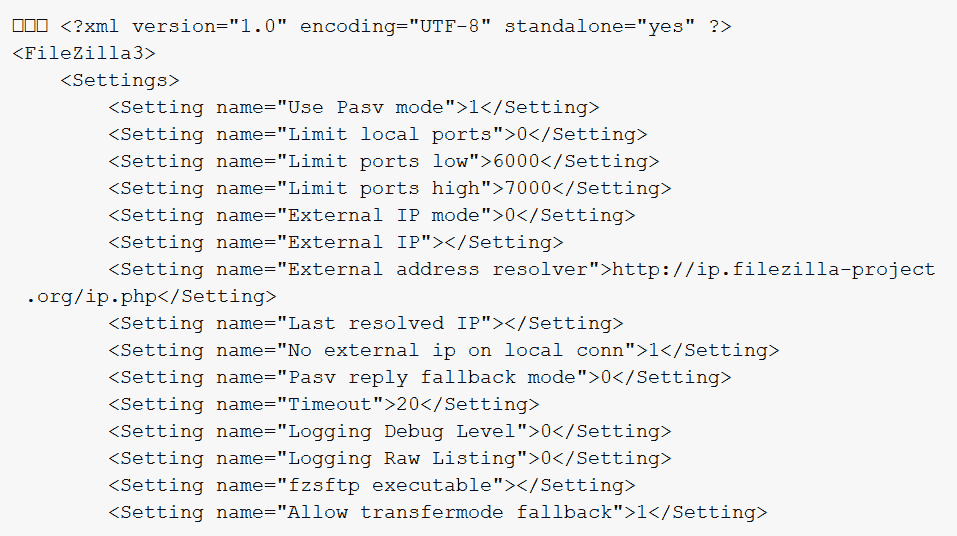 □□□ <?xml version="1.0" encoding="UTF-8" standalone="yes" ?>
<FileZilla3>
    <Settings>
        <Setting name="Use Pasv mode">1</Setting>
        <Setting name="Limit local ports">0</Setting>
        <Setting name="Limit ports low">6000</Setting>
        <Setting name="Limit ports high">7000</Setting>
        <Setting name="External IP mode">0</Setting>
        <Setting name="External IP"></Setting>
        <Setting name="External address resolver">http://ip.filezilla-project
 .org/ip.php</Setting>
        <Setting name="Last resolved IP"></Setting>
        <Setting name="No external ip on local conn">1</Setting>
        <Setting name="Pasv reply fallback mode">0</Setting>
        <Setting name="Timeout">20</Setting>
        <Setting name="Logging Debug Level">0</Setting>
        <Setting name="Logging Raw Listing">0</Setting>
        <Setting name="fzsftp executable"></Setting>
        <Setting name="Allow transfermode fallback">1</Setting>